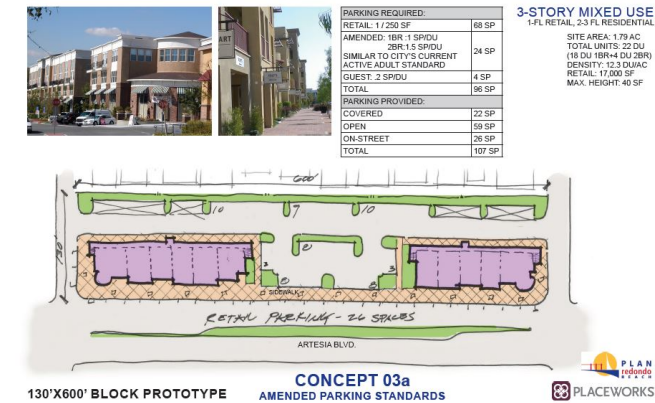 PARKING REQUIRED:
RETAIL: 1 / 250 SF 68 SP
AMENDED: 1BR :1 SP/DU
2BR:1.5 SP/DU
SIMILAR TO CITY'S CURRENT
ACTIVE ADULT STANDARD
24 SP
GUEST: .2 SP/DU 4 SP
TOTAL 96 SP
PARKING PROVIDED:
COVERED 22 SP
OPEN 59 SP
ON-STREET 26 SP
TOTAL 107 SP
3-STORY MIXED USE
1-FL RETAIL, 2-3 FL RESIDENTIAL
SITE AREA: 1.79 AC
TOTAL UNITS: 22 DU
(18 DU 1BR+4 DU 2BR)
DENSITY: 12.3 DU/AC
RETAIL: 17,000 SF
MAX. HEIGHT: 40 SF
ART
600'
130'
10
7
10
8
3
3
8
8
SIDEWALK
RETAIL PARKING - 26 SPACES
ARTESIA BLVD.
130'X600' BLOCK PROTOTYPE
CONCEPT 03a
AMENDED PARKING STANDARDS
PLAN
redondo
BEACH
PLACEWORKS